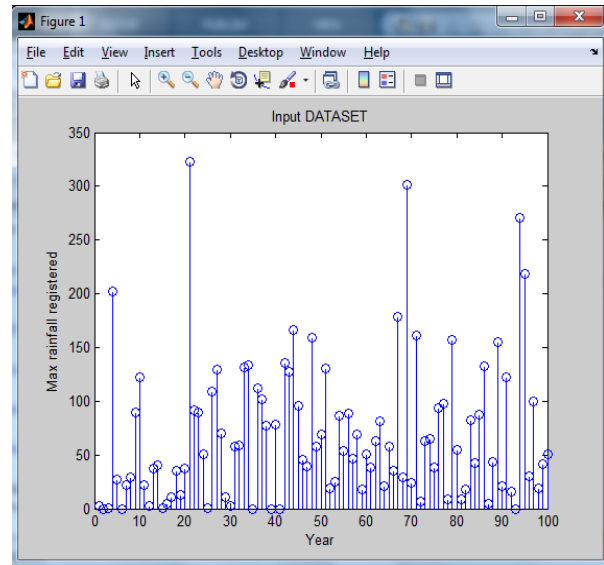 Figure 1
File Edit View Insert Tools Desktop Window Help
Input DATASET
350
300
250
200
150
100
50
0
Max rainfall registered
0 10 20 30 40 50 60 70 80 90 100
Year